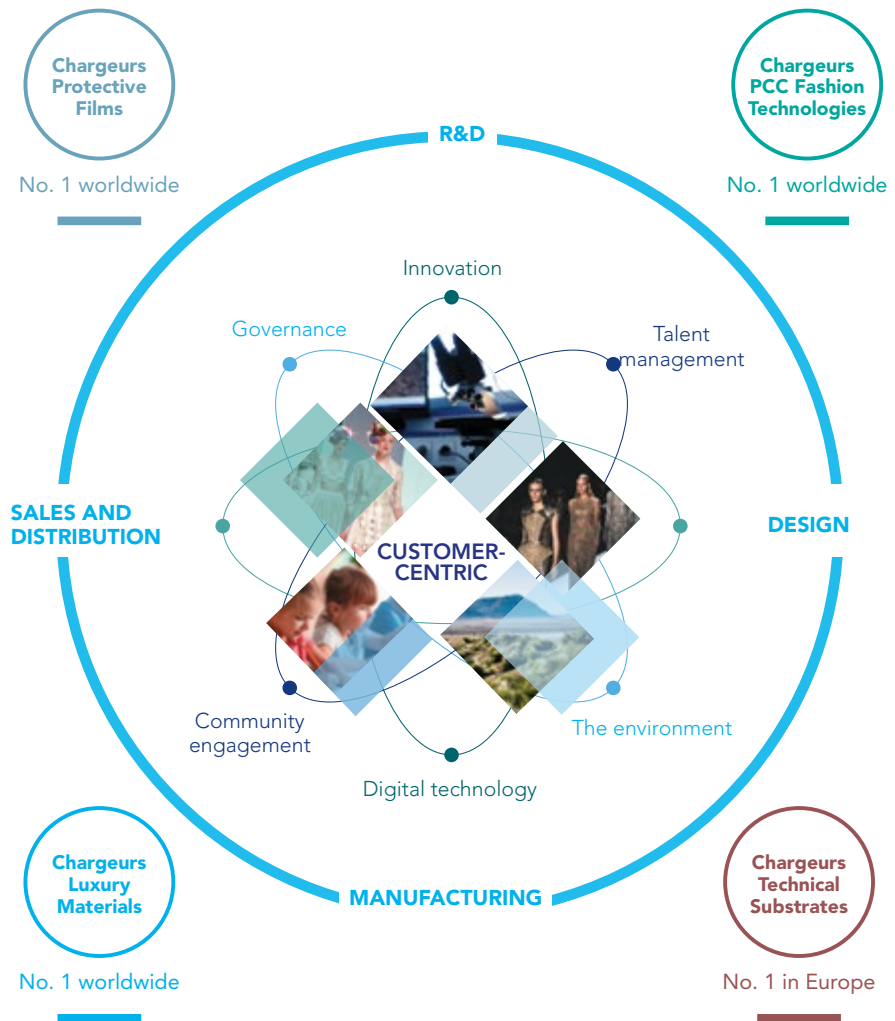 Chargeurs
Protective
Films
No. 1 worldwide
Chargeurs
PCC Fashion
Technologies
No. 1 worldwide
R&D
Innovation
Governance
Talent
management
SALES AND
DISTRIBUTION
DESIGN
CUSTOMER-
CENTRIC
Community
engagement
The environment
Digital technology
MANUFACTURING
Chargeurs
Luxury
Materials
No. 1 worldwide
Chargeurs
Technical
Substrates
No. 1 in Europe